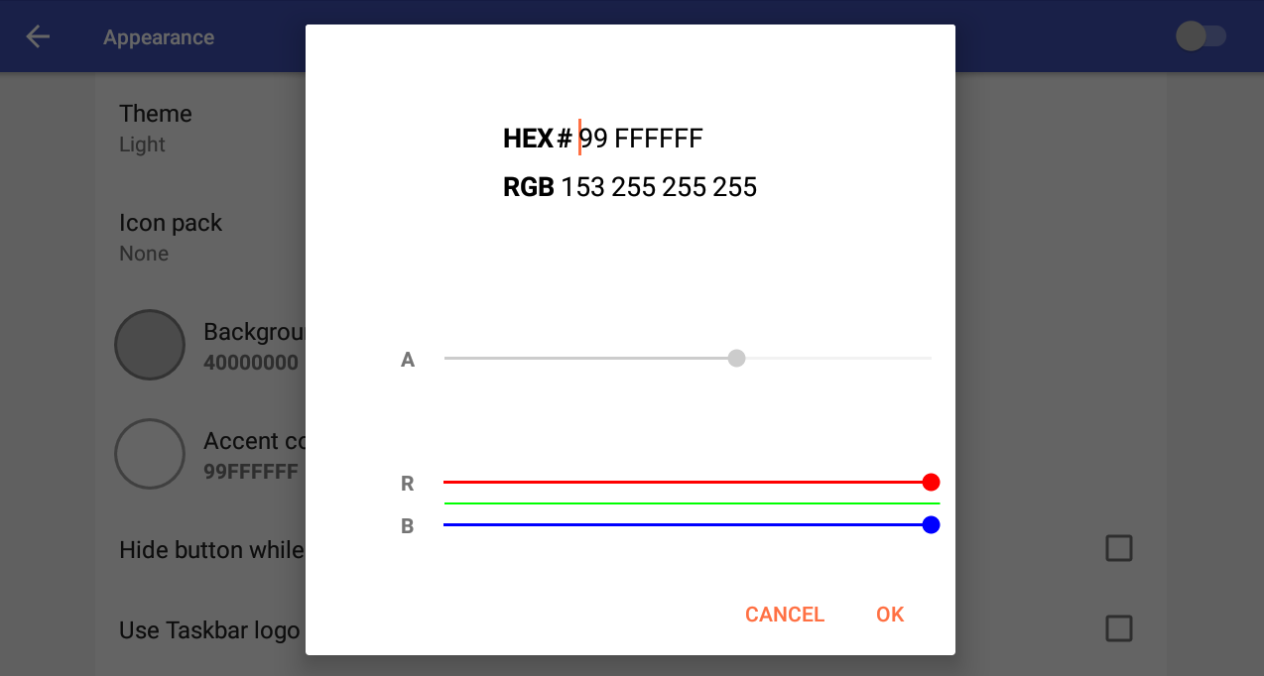 Appearance
Theme
Light
Icon pack
None
Backgrou
40000000
Accent co
99FFFFFF
Hide button while
Use Taskbar logo
HEX # 99 FFFFFF
RGB 153 255 255 255
A
R
B
CANCEL OK